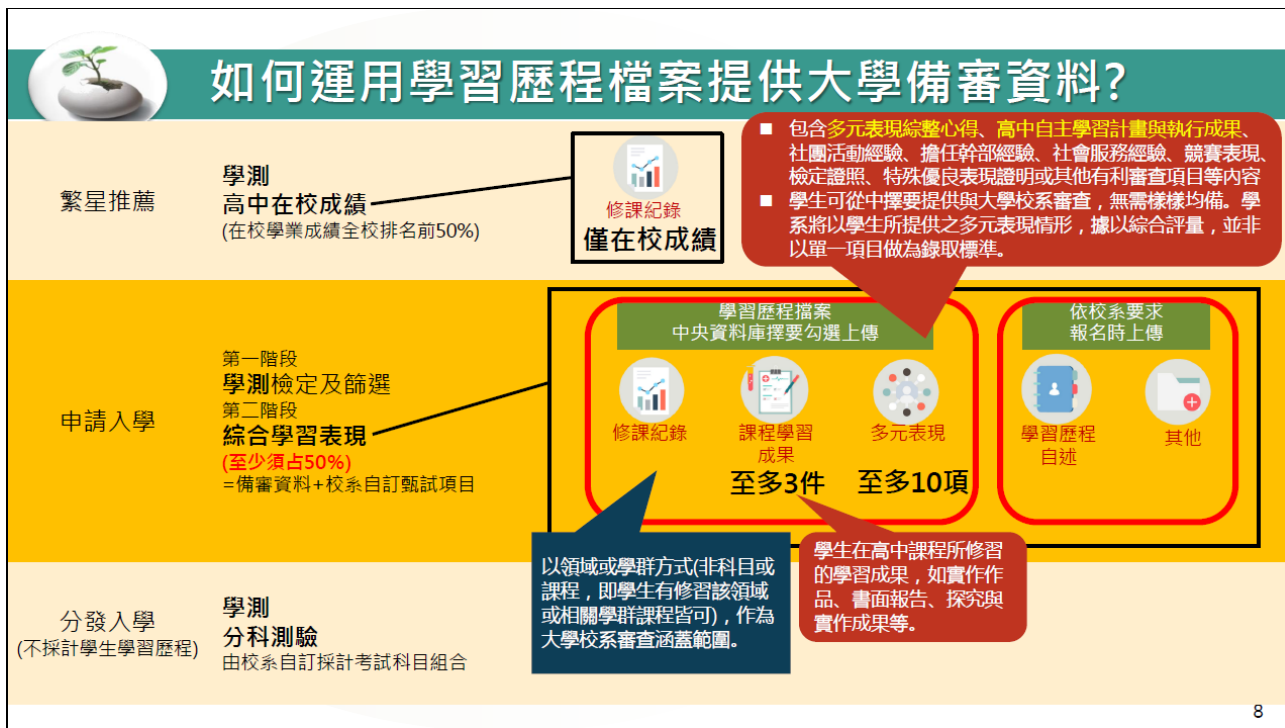 如何運用學習歷程檔案提供大學備審資料?
■ 包含多元表現綜整心得、高中自主學習計畫與執行成果、
社團活動經驗、擔任幹部經驗、社會服務經驗、競賽表現、
檢定證照、特殊優良表現證明或其他有利審查項目等內容
■ 學生可從中擇要提供與大學校系審查，無需樣樣均備。學
系將以學生所提供之多元表現情形，據以綜合評量，並非
以單一項目做為錄取標準。
繁星推薦
學測
高中在校成績
(在校學業成績全校排名前50%)
修課紀錄
僅在校成績
申請入學
第一階段
學測檢定及篩選
第二階段
綜合學習表現
(至少須占50%)
=備審資料+校系自訂甄試項目
學習歷程檔案
中央資料庫擇要勾選上傳
修課紀錄
課程學習
成果
至多3件
多元表現
至多10項
依校系要求
報名時上傳
學習歷程
自述
其他
以領域或學群方式(非科目或
課程，即學生有修習該領域
或相關學群課程皆可)，作為
大學校系審查涵蓋範圍。
學生在高中課程所修習
的學習成果，如實作作
品、書面報告、探究與
實作成果等。
分發入學
(不採計學生學習歷程)
學測
分科測驗
由校系自訂採計考試科目組合
8